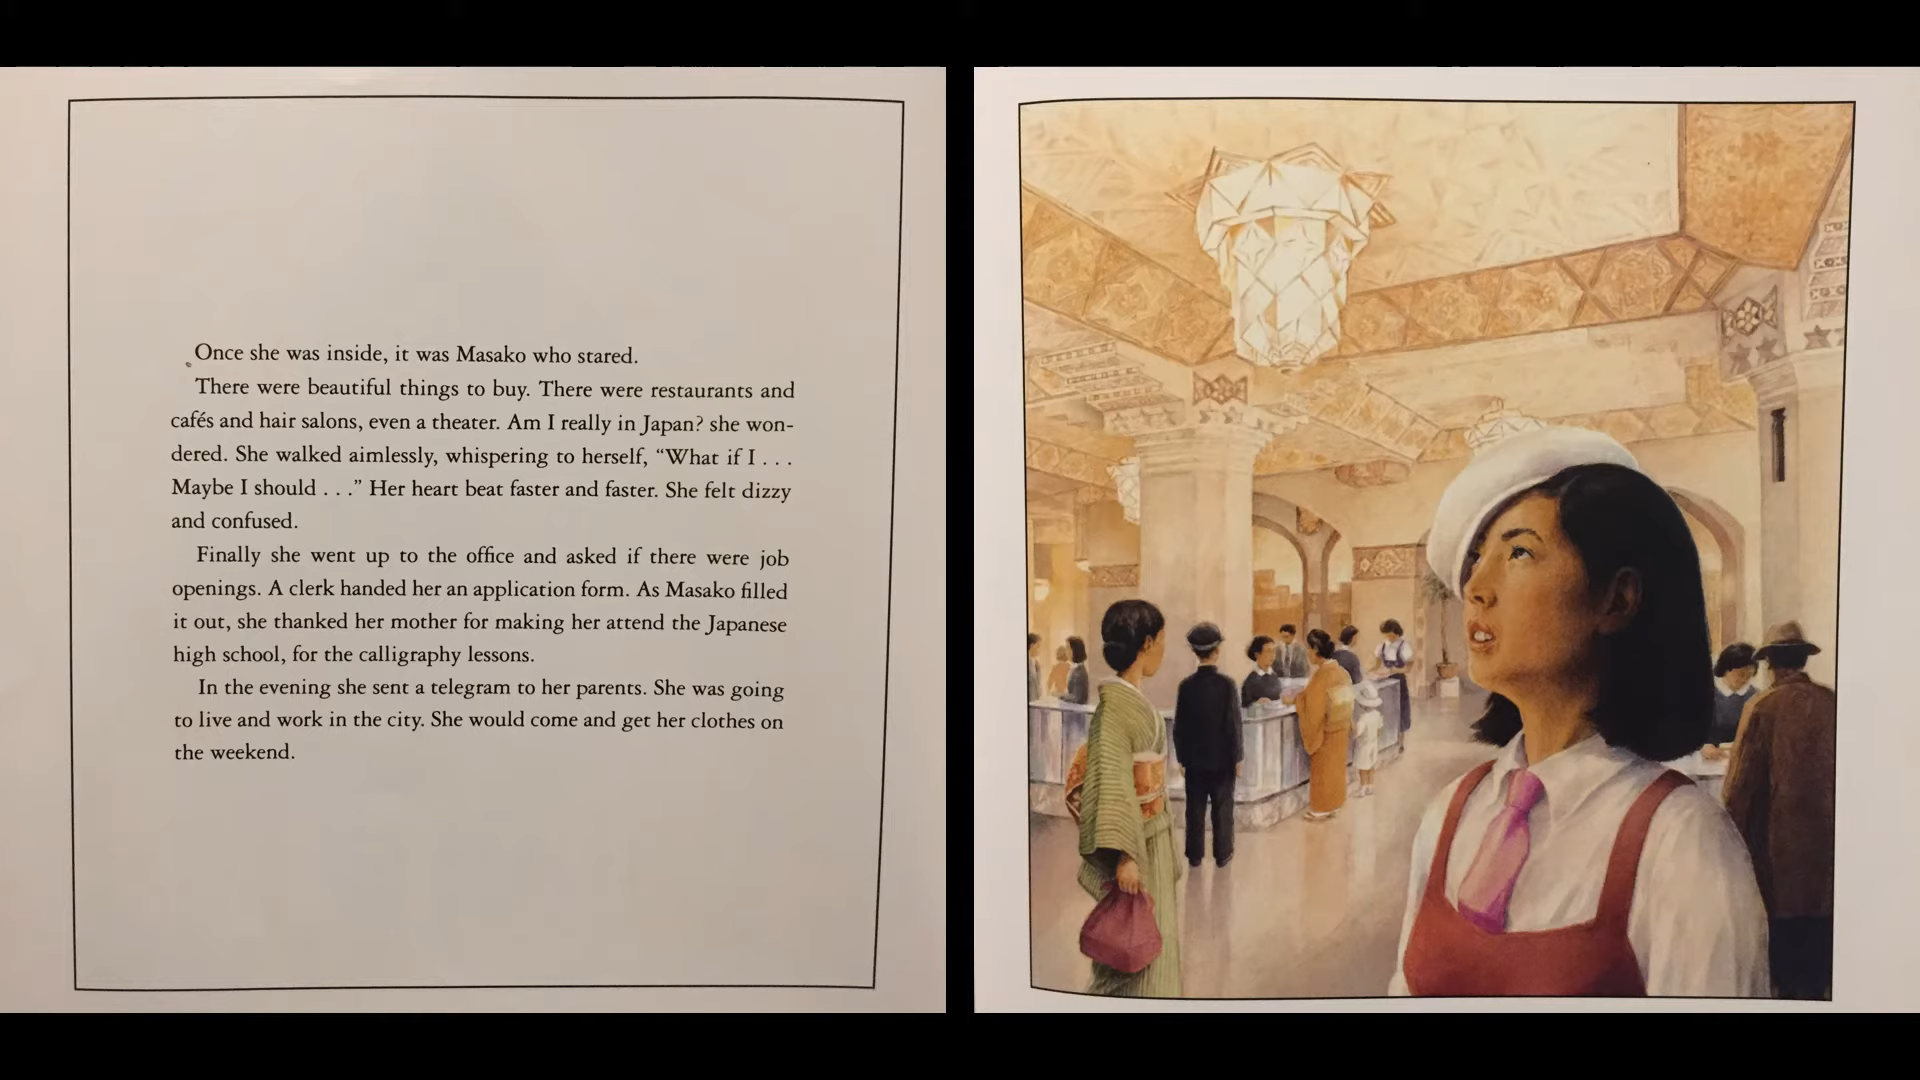 Once she was inside, it was Masako who stared.
There were beautiful things to buy. There were restaurants and
cafés and hair salons, even a theater. Am I really in Japan? she won-
dered. She walked aimlessly, whispering to herself, “What if I . . .
Maybe I should . . .” Her heart beat faster and faster. She felt dizzy
and confused.
Finally she went up to the office and asked if there were job
openings. A clerk handed her an application form. As Masako filled
it out, she thanked her mother for making her attend the Japanese
high school, for the calligraphy lessons.
In the evening she sent a telegram to her parents. She was going
to live and work in the city. She would come and get her clothes on
the weekend.